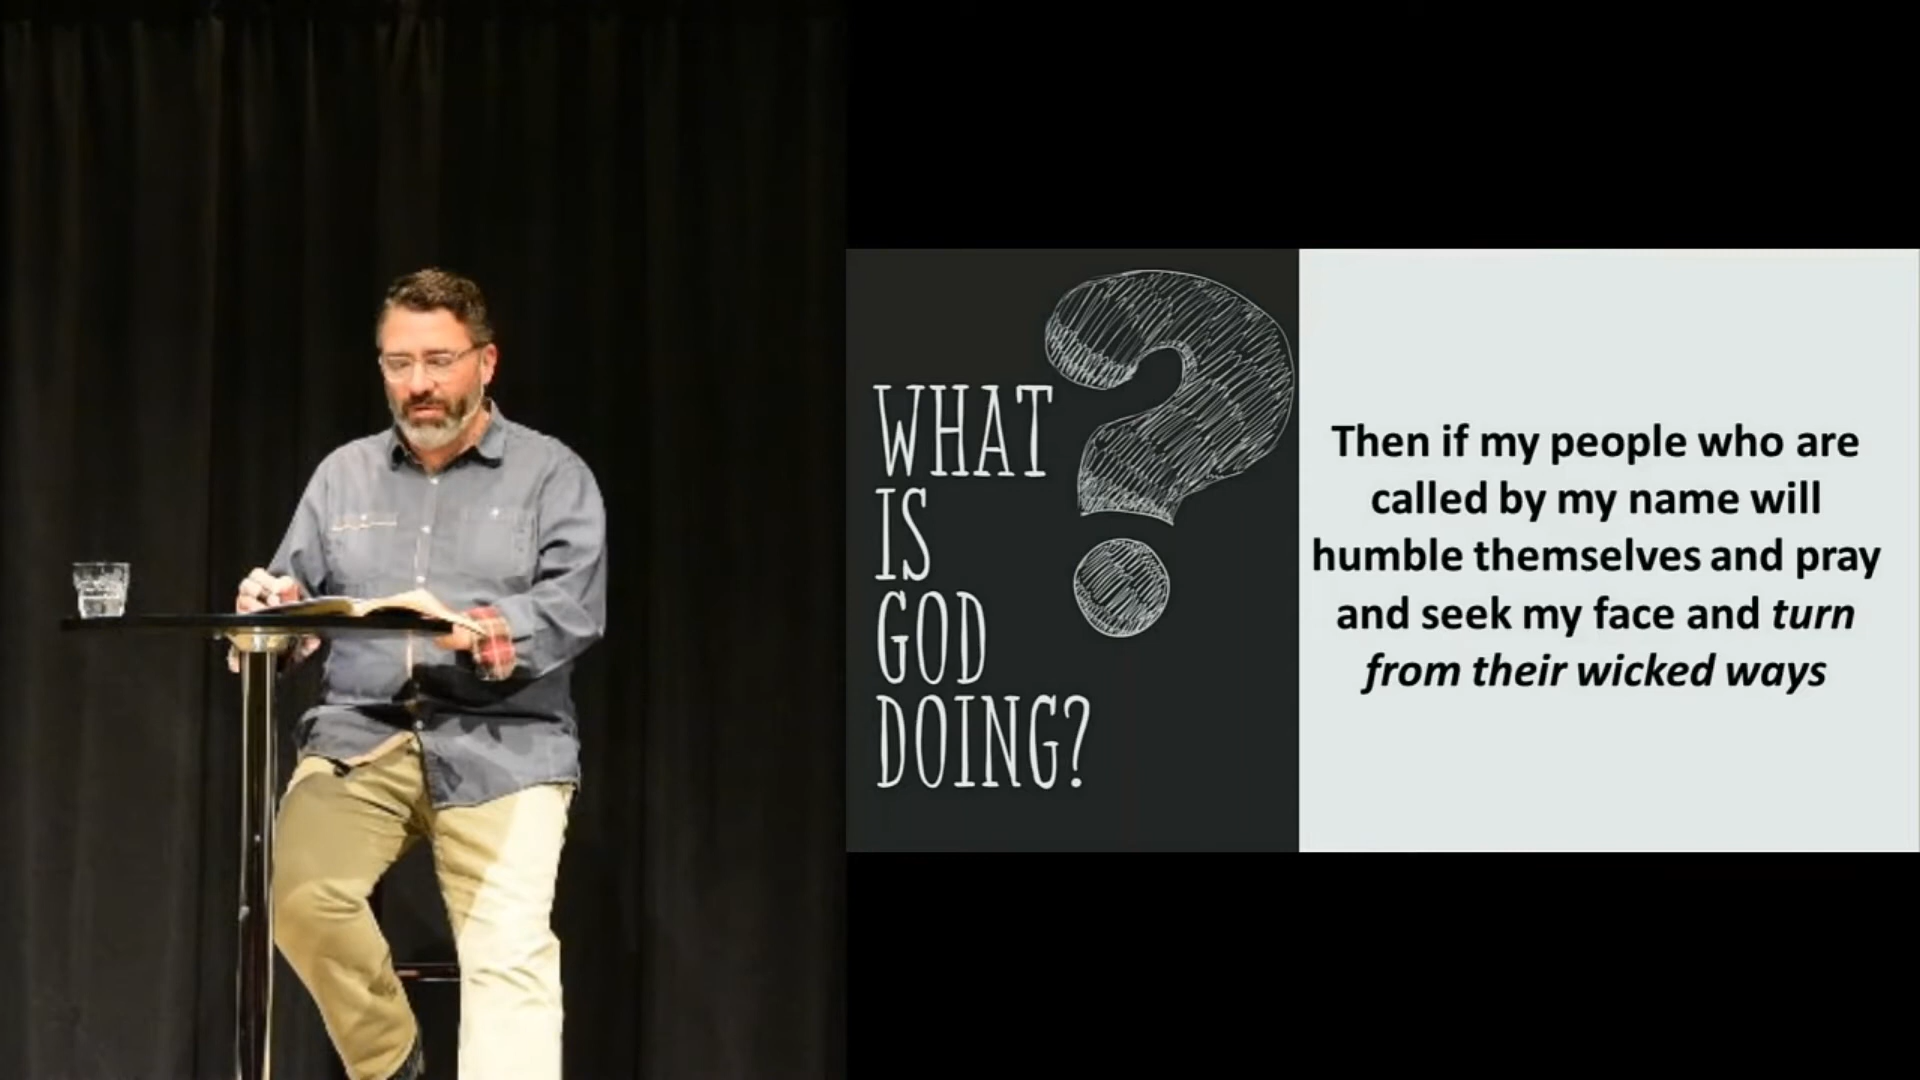 WHAT
IS
GOD
DOING?
Then if my people who are
called by my name will
humble themselves and pray
and seek my face and turn
from their wicked ways